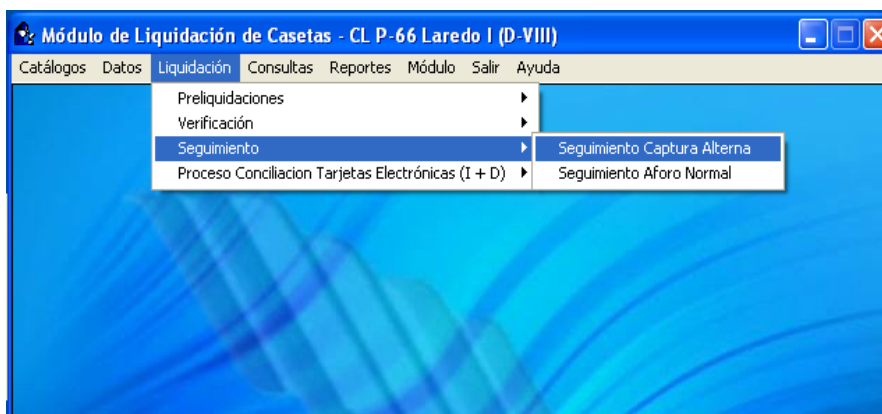 Módulo de Liquidación de Casetas - CL P-66 Laredo I (D-VIII)
Catálogos Datos Liquidación Consultas Reportes Módulo Salir Ayuda
Preliquidaciones
Verificación
Seguimiento
Proceso Conciliacion Tarjetas Electrónicas (I + D)
Seguimiento Captura Alterna
Seguimiento Aforo Normal